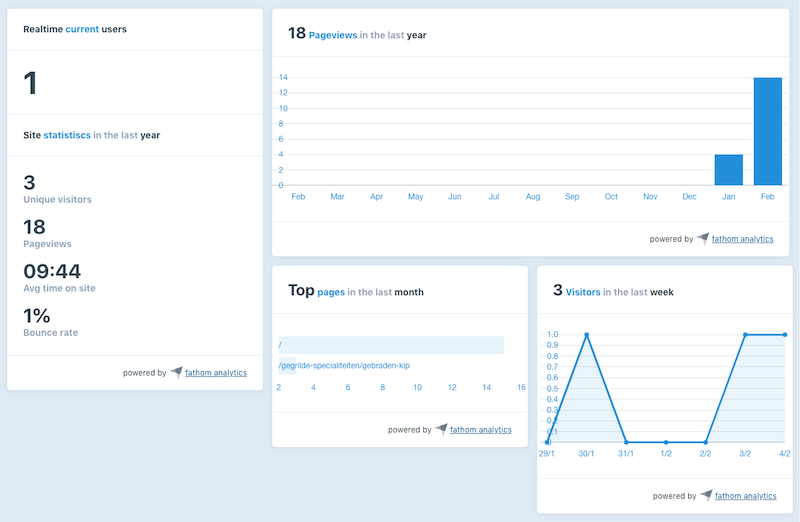 Realtime current users
1
Site statistiscs in the last year
3
Unique visitors
18
Pageviews
09:44
Avg time on site
1%
Bounce rate
powered by fathom analytics
18 Pageviews in the last year
14
12
10
8
6
4
2
0
Feb Mar Apr May Jun Jul Aug Sep Oct Nov Dec Jan Feb
powered by fathom analytics
Top pages in the last month
/
/gegrilde-specialiteiten/gebraden-kip
2 4 6 8 10 12 14 16
powered by fathom analytics
3 Visitors in the last week
1.0
0.9
0.8
0.7
0.6
0.5
0.4
0.3
0.2
0.1
0
29/1 30/1 31/1 1/2 2/2 3/2 4/2
powered by fathom analytics